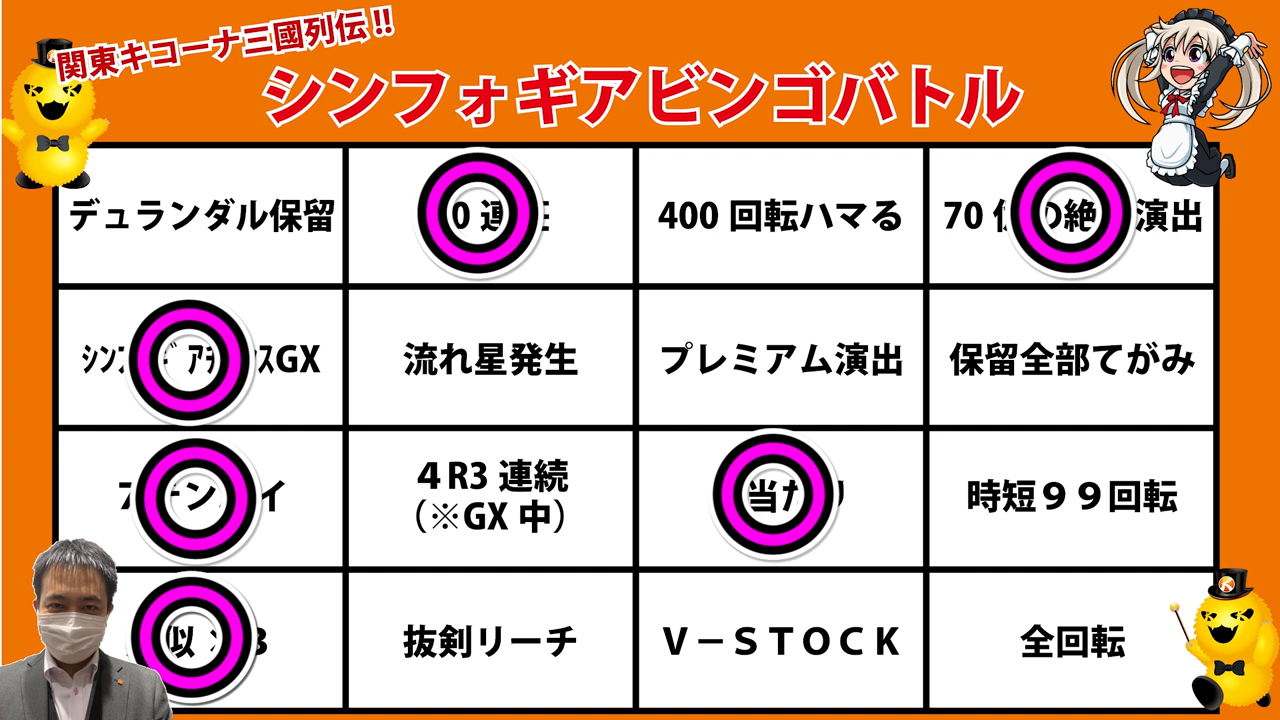 関東キコーナ三國列伝!!
シンフォギアビンゴバトル
デュランダル保留
400回転ハマる
70 演出
GX
流れ星発生
プレミアム演出
保留全部てがみ
4R3連続
（※GX中）
時短９９回転
抜剣リーチ
Ｖ－ＳＴＯＣＫ
全回転